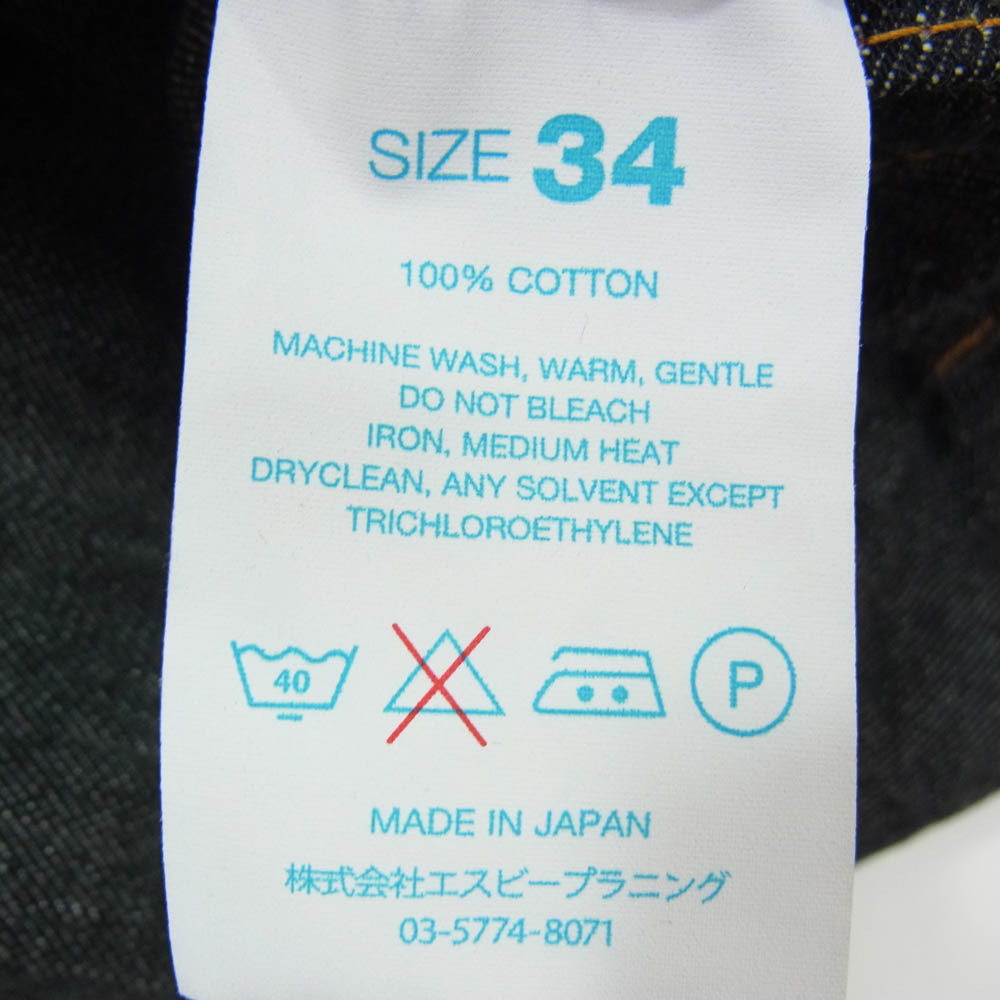 SIZE 34
100% COTTON
MACHINE WASH, WARM, GENTLE
DO NOT BLEACH
IRON, MEDIUM HEAT
DRYCLEAN, ANY SOLVENT EXCEPT
TRICHLOROETHYLENE
40 P
MADE IN JAPAN
株式会社エスビープラニング
03-5774-8071